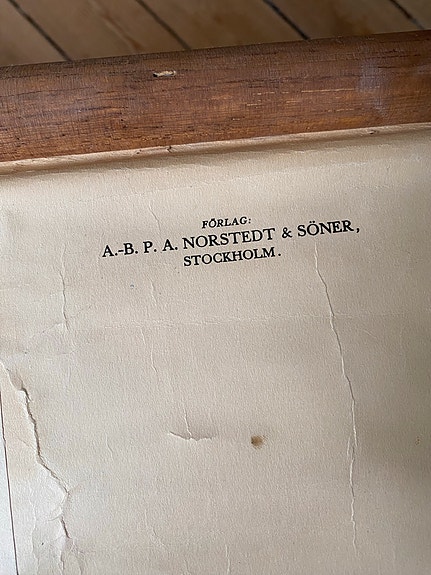 FÖRLAG:
A.-B. P. A. NORSTEDT & SÖNER,
STOCKHOLM.